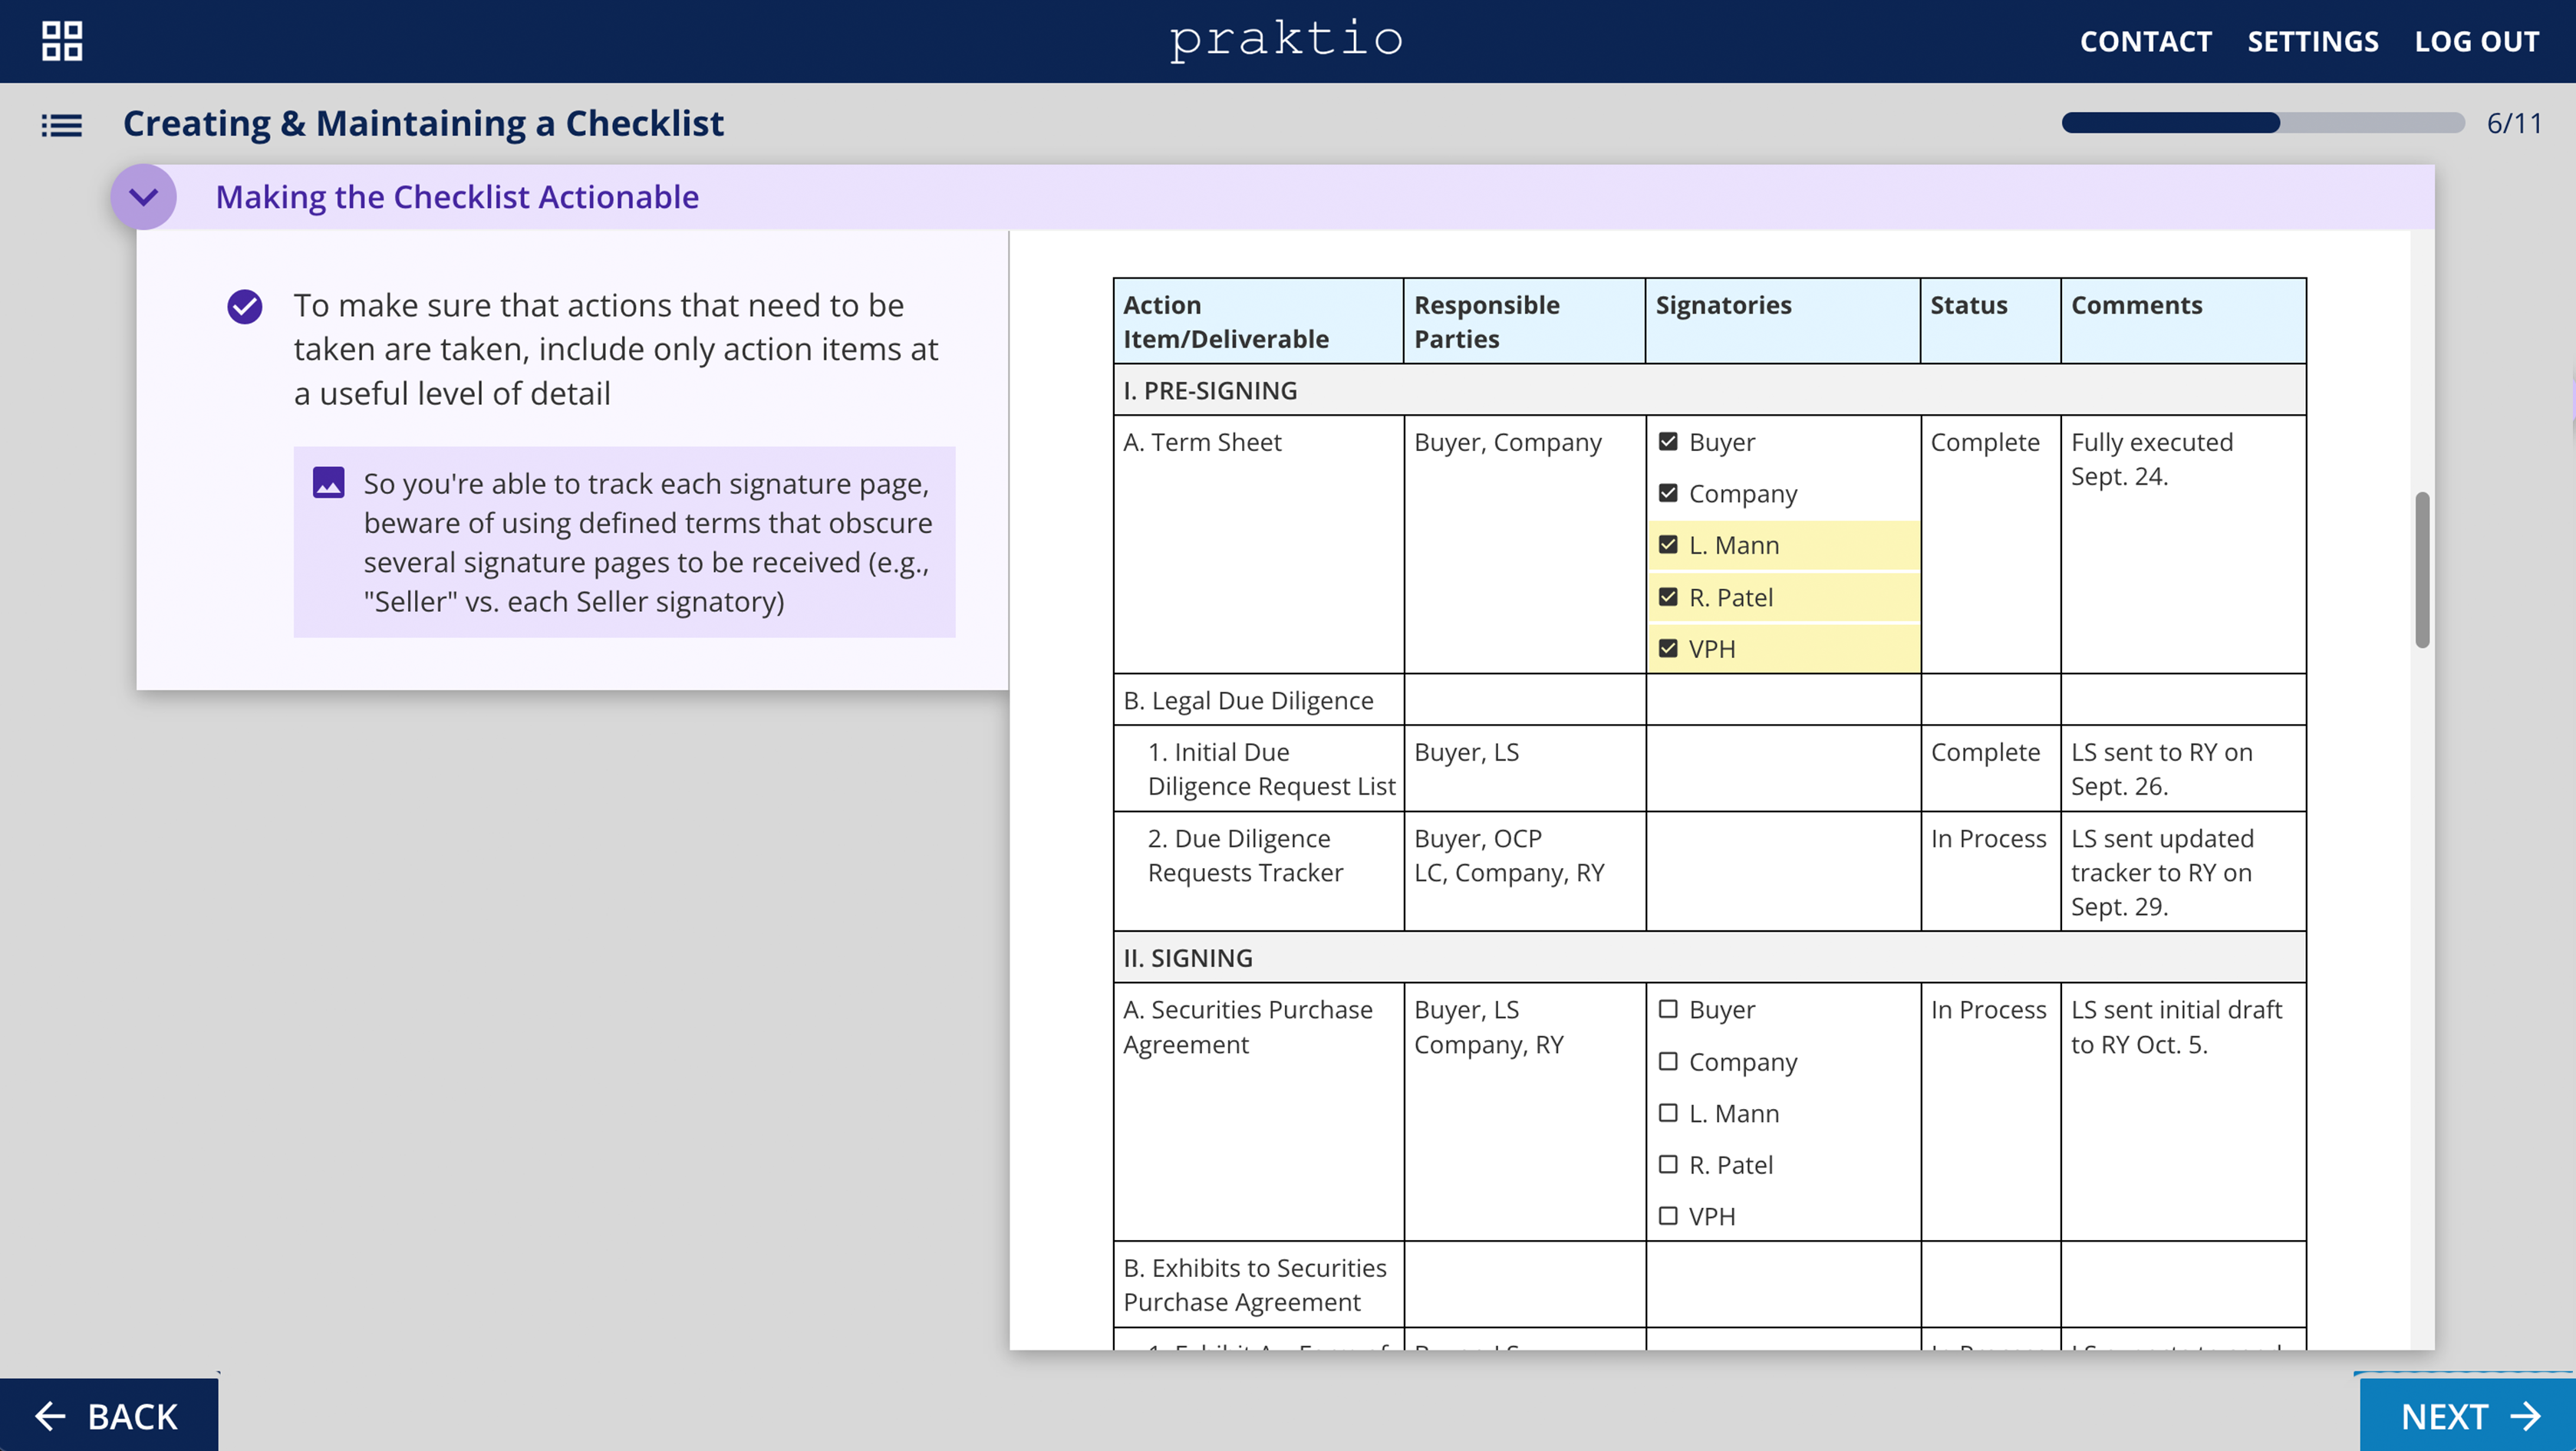 praktio
CONTACT SETTINGS LOG OUT
Creating & Maintaining a Checklist
6/11
Making the Checklist Actionable
To make sure that actions that need to be
taken are taken, include only action items at
a useful level of detail
So you're able to track each signature page,
beware of using defined terms that obscure
several signature pages to be received (e.g.,
"Seller" vs. each Seller signatory)
Action Item/Deliverable Responsible Parties Signatories Status Comments
I. PRE-SIGNING
A. Term Sheet Buyer, Company Buyer Complete Fully executed
Company Sept. 24.
L. Mann
R. Patel
VPH
B. Legal Due Diligence
1. Initial Due Buyer, LS Complete LS sent to RY on
Diligence Request List Sept. 26.
2. Due Diligence Buyer, OCP In Process LS sent updated
Requests Tracker LC, Company, RY tracker to RY on
Sept. 29.
II. SIGNING
A. Securities Purchase Buyer, LS Buyer In Process LS sent initial draft
Agreement Company, RY Company to RY Oct. 5.
L. Mann
R. Patel
VPH
B. Exhibits to Securities
Purchase Agreement
BACK
NEXT